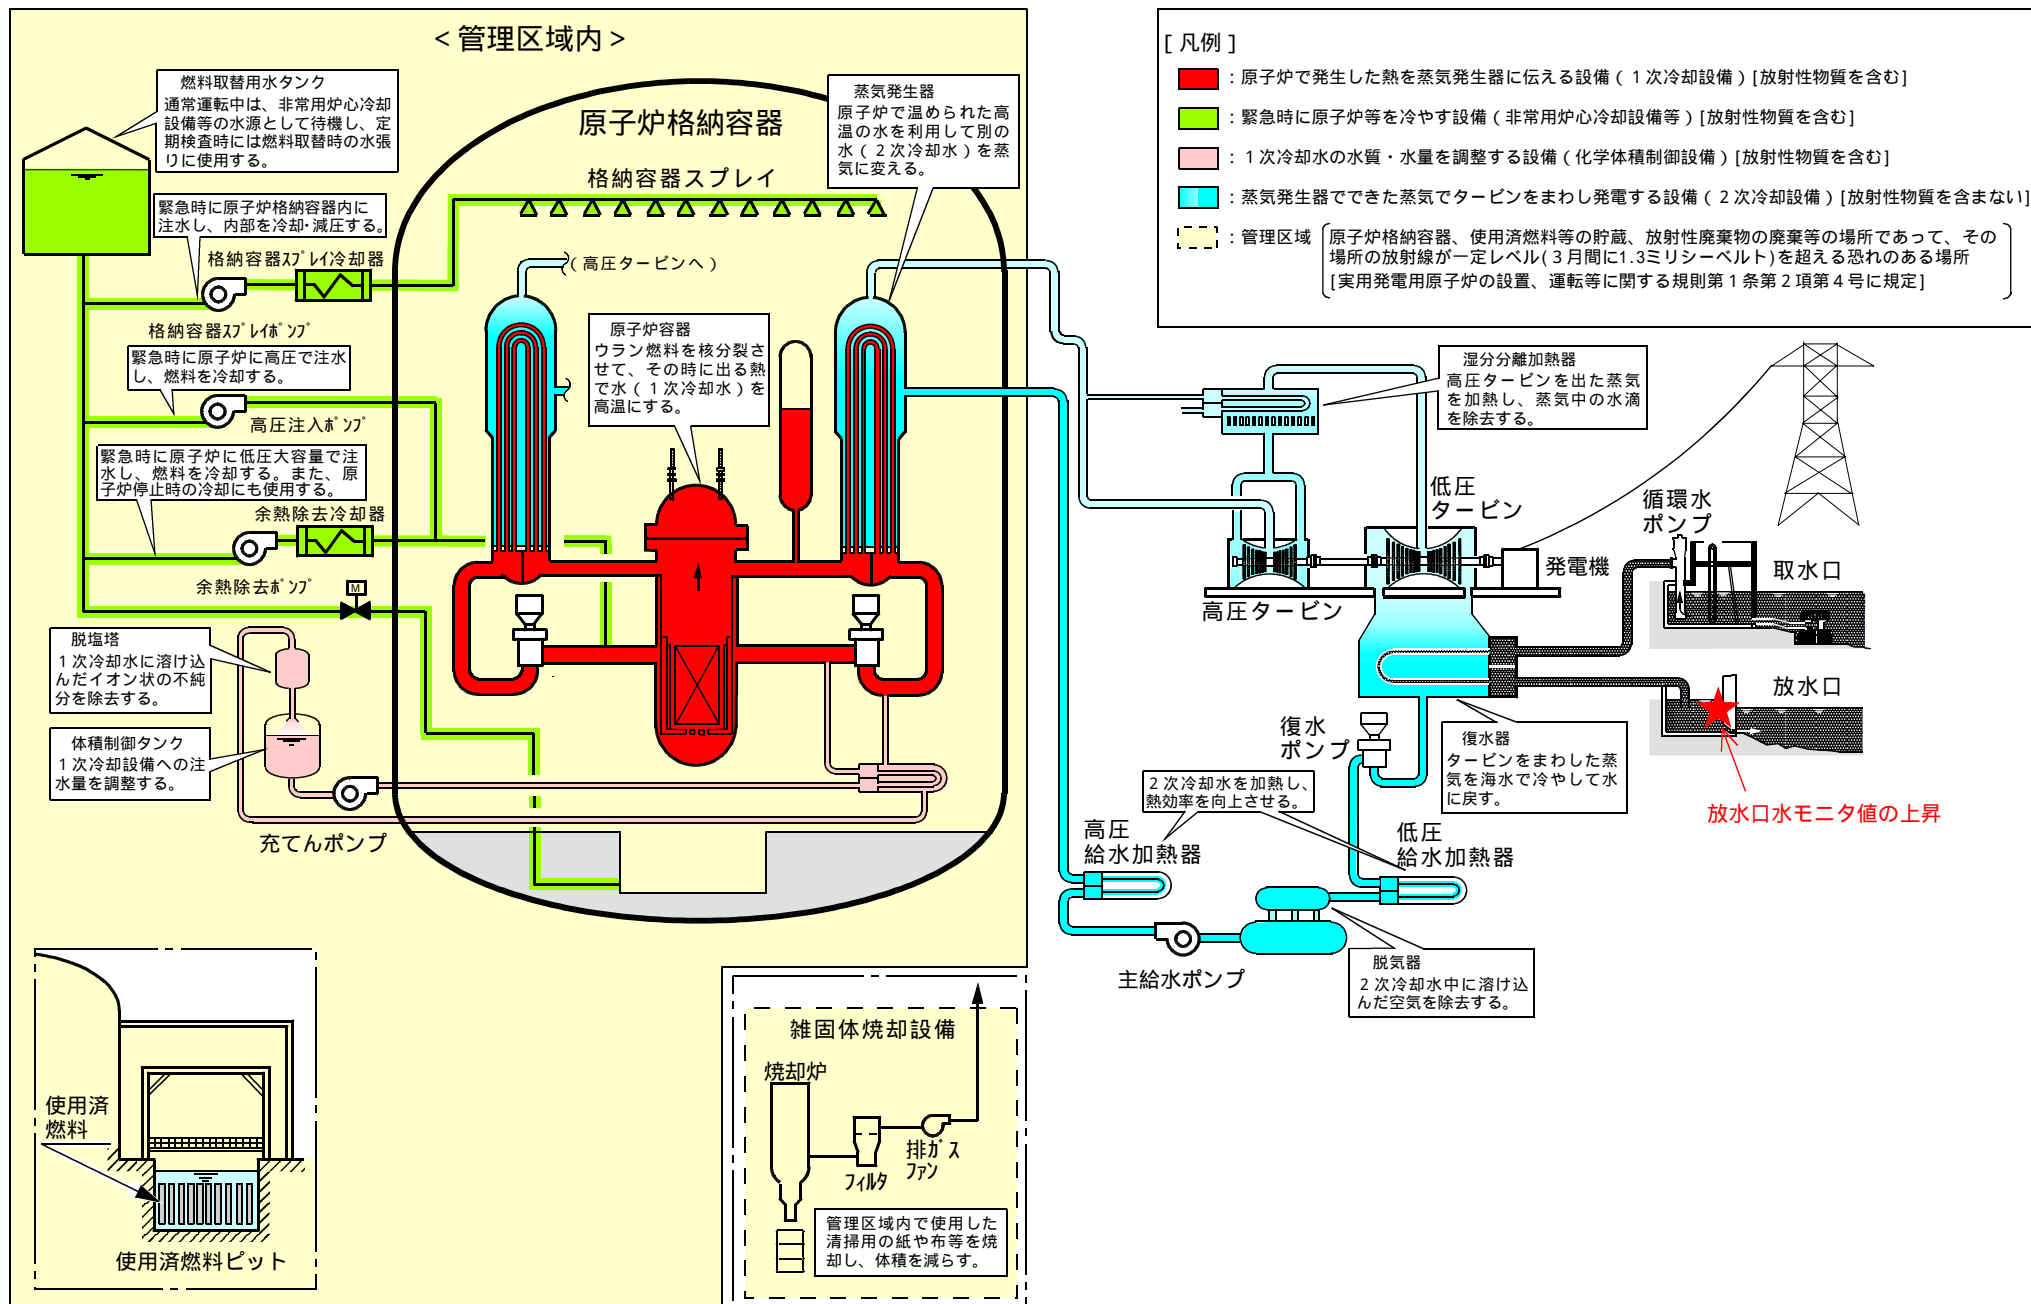 ＜管理区域内＞
燃料取替用水タンク
通常運転中は、非常用炉心冷却
設備等の水源として待機し、定
期検査時には燃料取替時の水張
りに使用する。
緊急時に原子炉格納容器内に
注水し、内部を冷却・減圧する。
格納容器ｽﾌﾟﾚｲ冷却器
格納容器ｽﾌﾟﾚｲﾎﾟﾝﾌﾟ
緊急時に原子炉に高圧で注水
し、燃料を冷却する。
高圧注入ﾎﾟﾝﾌﾟ
緊急時に原子炉に低圧大容量で注
水し、燃料を冷却する。また、原
子炉停止時の冷却にも使用する。
余熱除去冷却器
余熱除去ﾎﾟﾝﾌﾟ
M
脱塩塔
１次冷却水に溶け込
んだイオン状の不純
分を除去する。
体積制御タンク
１次冷却設備への注
水量を調整する。
充てんポンプ
原子炉格納容器
格納容器スプレイ
（高圧タービンへ）
蒸気発生器
原子炉で温められた高
温の水を利用して別の
水（２次冷却水）を蒸
気に変える。
原子炉容器
ウラン燃料を核分裂さ
せて、その時に出る熱
で水（１次冷却水）を
高温にする。
[ 凡例 ]
：原子炉で発生した熱を蒸気発生器に伝える設備（１次冷却設備）[放射性物質を含む]
：緊急時に原子炉等を冷やす設備（非常用炉心冷却設備等）[放射性物質を含む]
：１次冷却水の水質・水量を調整する設備（化学体積制御設備）[放射性物質を含む]
：蒸気発生器でできた蒸気でタービンをまわし発電する設備（２次冷却設備）[放射性物質を含まない]
：管理区域
原子炉格納容器、使用済燃料等の貯蔵、放射性廃棄物の廃棄等の場所であって、その
場所の放射線が一定レベル(３月間に1.3ミリシーベルト)を超える恐れのある場所
[実用発電用原子炉の設置、運転等に関する規則第１条第２項第４号に規定]
湿分分離加熱器
高圧タービンを出た蒸気
を加熱し、蒸気中の水滴
を除去する。
低圧
タービン
高圧タービン
発電機
循環水
ポンプ
取水口
放水口
放水口水モニタ値の上昇
復水
ポンプ
復水器
タービンをまわした蒸
気を海水で冷やして水
に戻す。
２次冷却水を加熱し、
熱効率を向上させる。
高圧
給水加熱器
低圧
給水加熱器
主給水ポンプ
脱気器
２次冷却水中に溶け込
んだ空気を除去する。
使用済
燃料
使用済燃料ピット
雑固体焼却設備
焼却炉
ﾌｨﾙﾀ
排ｶﾞｽ
ﾌｧﾝ
管理区域内で使用した
清掃用の紙や布等を焼
却し、体積を減らす。